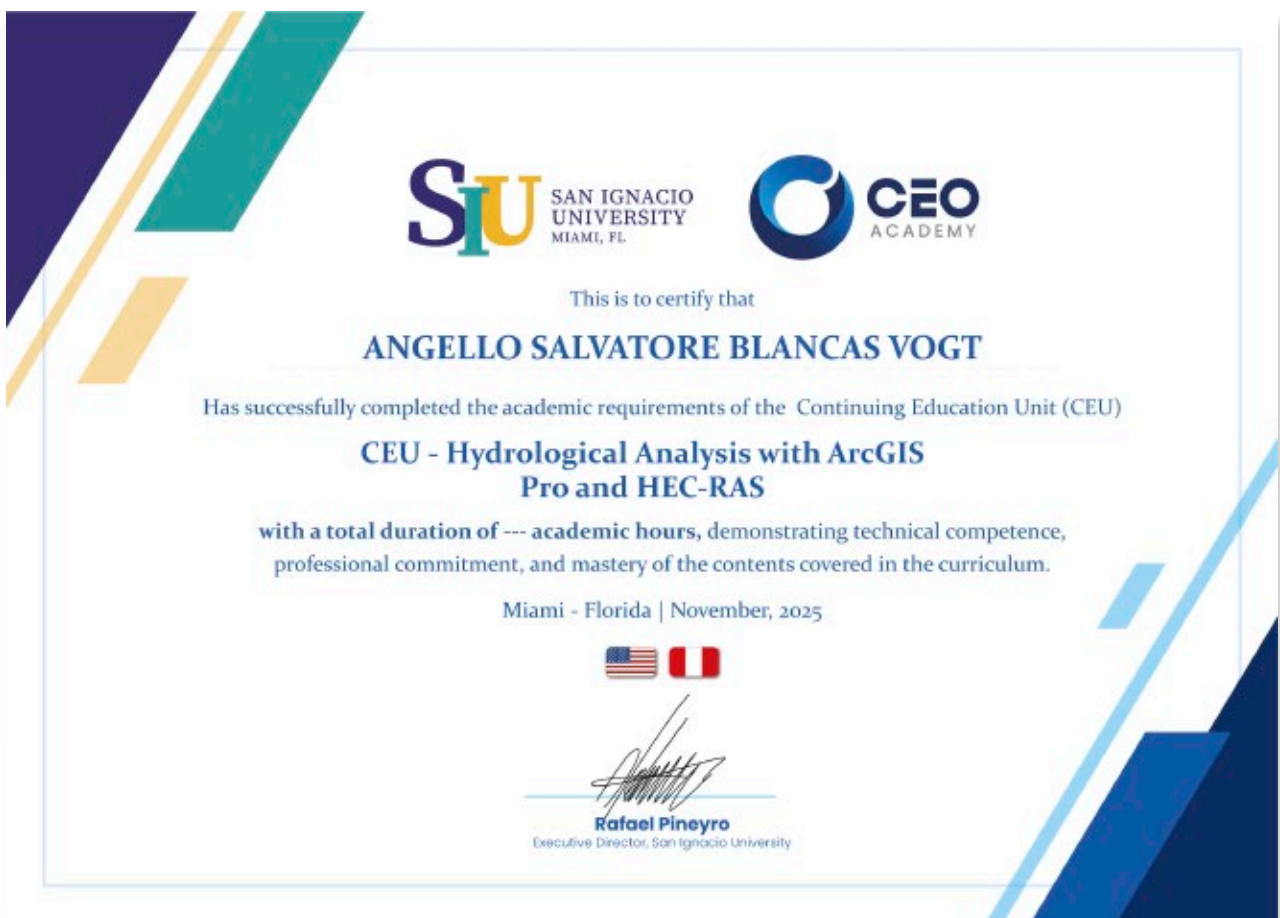 SIU SAN IGNACIO
UNIVERSITY
MIAMI, FL
CEO
ACADEMY
This is to certify that
ANGELLO SALVATORE BLANCAS VOGT
Has successfully completed the academic requirements of the Continuing Education Unit (CEU)
CEU - Hydrological Analysis with ArcGIS
Pro and HEC-RAS
with a total duration of --- academic hours, demonstrating technical competence,
professional commitment, and mastery of the contents covered in the curriculum.
Miami - Florida | November, 2025
Rafael Pineyro
Executive Director, San Ignacio University